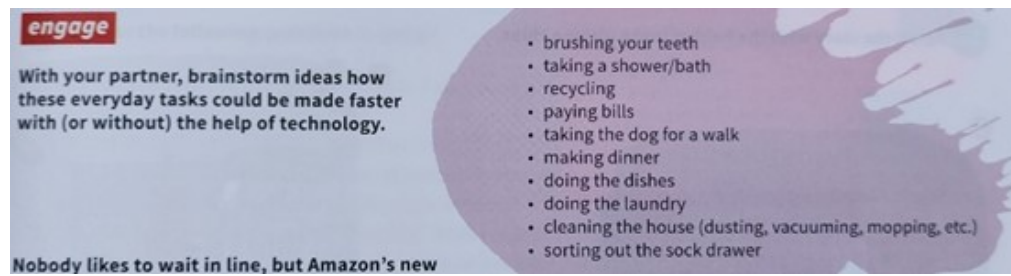 engage
With your partner, brainstorm ideas how
these everyday tasks could be made faster
with (or without) the help of technology.
• brushing your teeth
• taking a shower/bath
• recycling
• paying bills
• taking the dog for a walk
• making dinner
• doing the dishes
• doing the laundry
• cleaning the house (dusting, vacuuming, mopping, etc.)
• sorting out the sock drawer
Nobody likes to wait in line, but Amazon's new